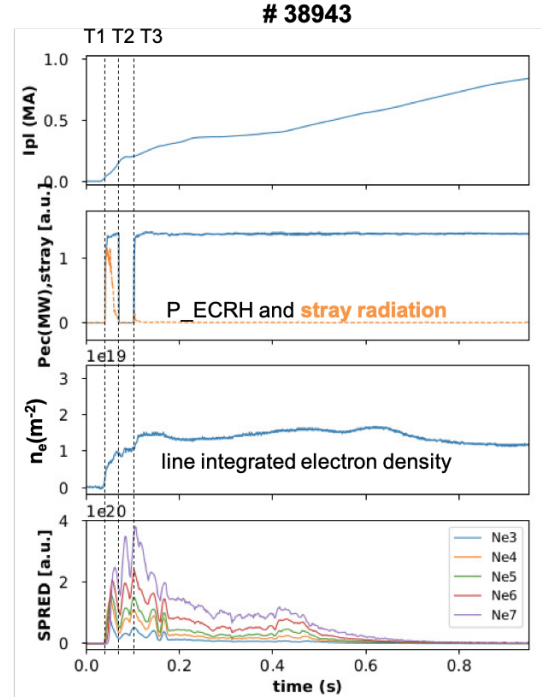 # 38943
T1 T2 T3
1.0
0.5
0.0
Ipl (MA)
1
0
Pec(MW),stray [a.u.]
P_ECRH and stray radiation
1e19
3
2
1
0
nₑ(m⁻²)
line integrated electron density
1e20
4
2
0
SPRED [a.u.]
Ne3
Ne4
Ne5
Ne6
Ne7
0.0 0.2 0.4 0.6 0.8
time (s)